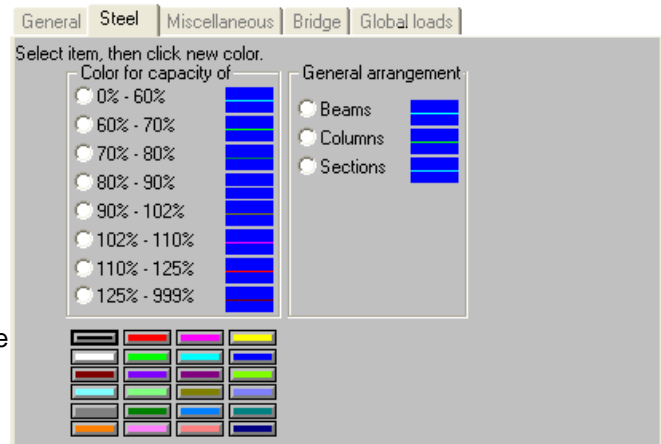 General Steel Miscellaneous Bridge Global loads
Select item, then click new color.
Color for capacity of
0% - 60%
60% - 70%
70% - 80%
80% - 90%
90% - 102%
102% - 110%
110% - 125%
125% - 999%
General arrangement
Beams
Columns
Sections
e